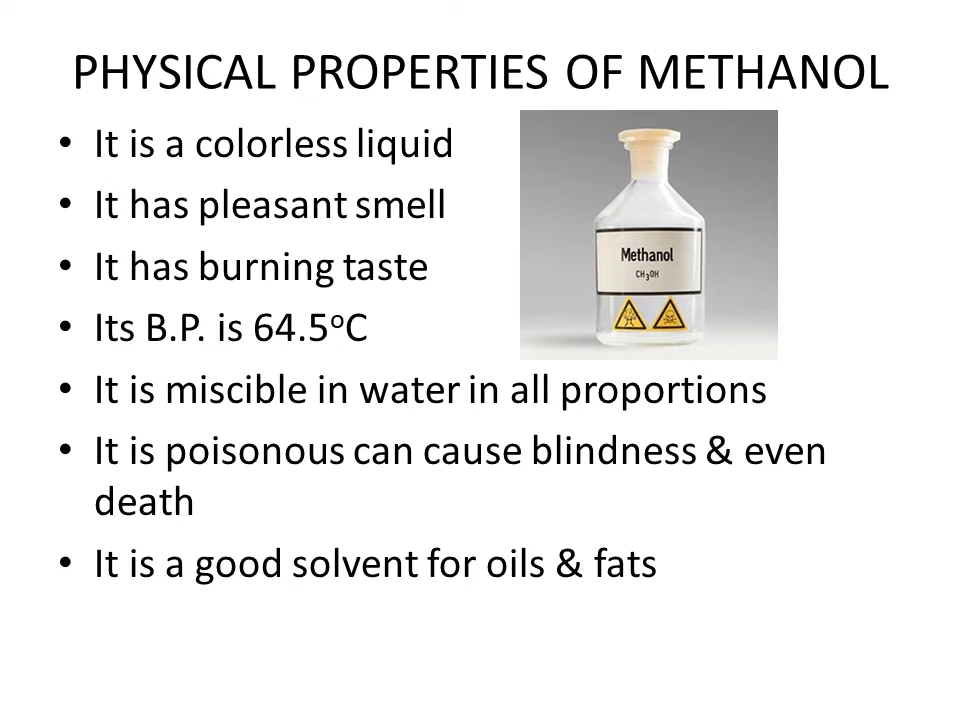 PHYSICAL PROPERTIES OF METHANOL
• It is a colorless liquid
• It has pleasant smell
• It has burning taste
• Its B.P. is 64.5°C
• It is miscible in water in all proportions
• It is poisonous can cause blindness & even
death
• It is a good solvent for oils & fats
Methanol
CH₃OH